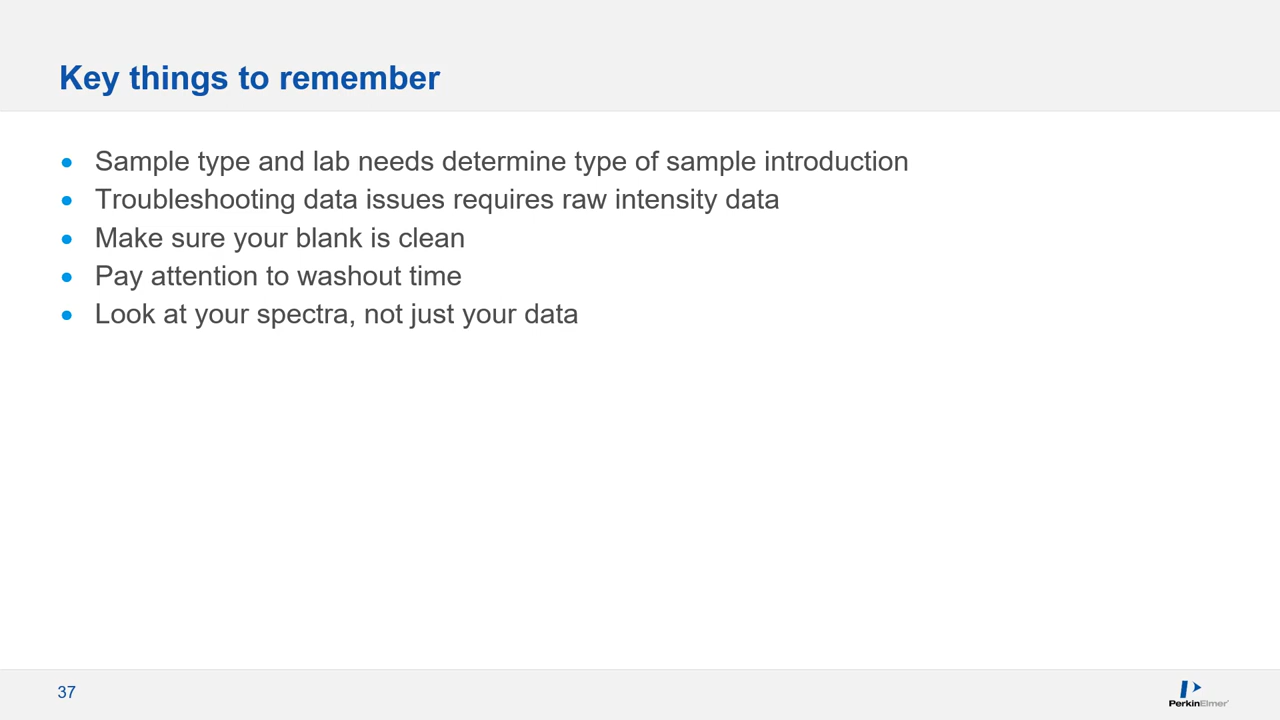 Key things to remember
Sample type and lab needs determine type of sample introduction
Troubleshooting data issues requires raw intensity data
Make sure your blank is clean
Pay attention to washout time
Look at your spectra, not just your data
37
PerkinElmer